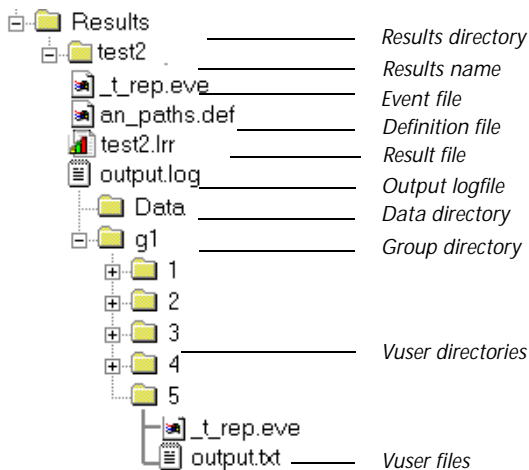 Results Results directory
test2 Results name
_t_rep.eve Event file
an_paths.def Definition file
test2.lrr Result file
output.log Output logfile
Data Data directory
g1 Group directory
1
2
3
4 Vuser directories
5
_t_rep.eve
output.txt Vuser files